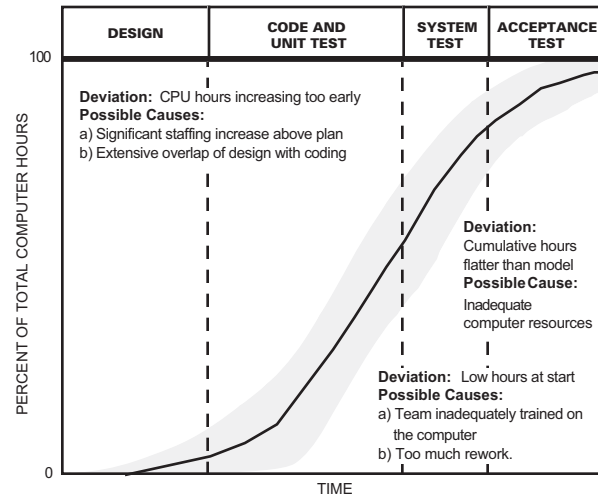 DESIGN
CODE AND
UNIT TEST
SYSTEM
TEST
ACCEPTANCE
TEST
100
Deviation: CPU hours increasing too early
Possible Causes:
a) Significant staffing increase above plan
b) Extensive overlap of design with coding
PERCENT OF TOTAL COMPUTER HOURS
Deviation:
Cumulative hours
flatter than model
Possible Cause:
Inadequate
computer resources
Deviation: Low hours at start
Possible Causes:
a) Team inadequately trained on
the computer
b) Too much rework.
0
TIME